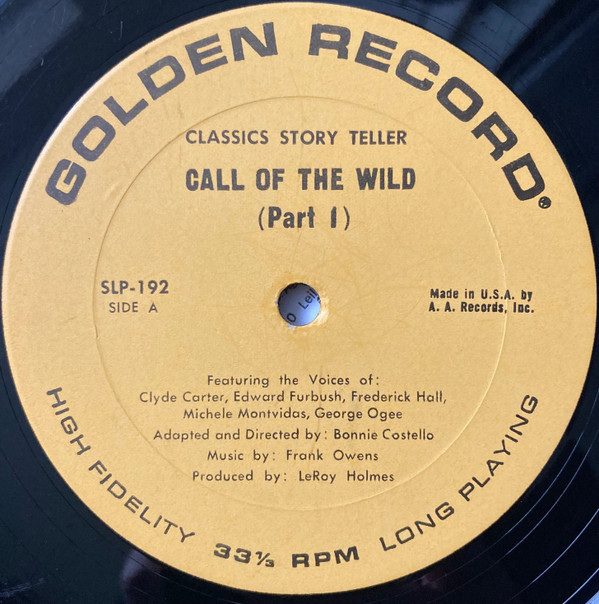 GOLDEN RECORD®
CLASSICS STORY TELLER
CALL OF THE WILD
(Part I)
SLP-192
SIDE A
Made in U.S.A. by
A. A. Records, Inc.
Featuring the Voices of:
Clyde Carter, Edward Furbush, Frederick Hall,
Michele Montvidas, George Ogee
Adapted and Directed by: Bonnie Costello
Music by: Frank Owens
Produced by: LeRoy Holmes
HIGH FIDELITY 33⅓ RPM LONG PLAYING